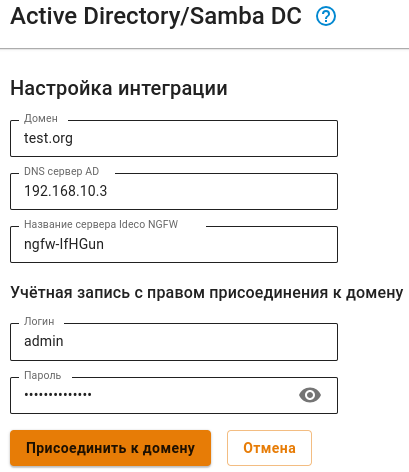 Active Directory/Samba DC
Настройка интеграции
Домен
test.org
DNS сервер AD
192.168.10.3
Название сервера Ideco NGFW
ngfw-IfHGun
Учётная запись с правом присоединения к домену
Логин
admin
Пароль
••••••••••••••
Присоединить к домену Отмена